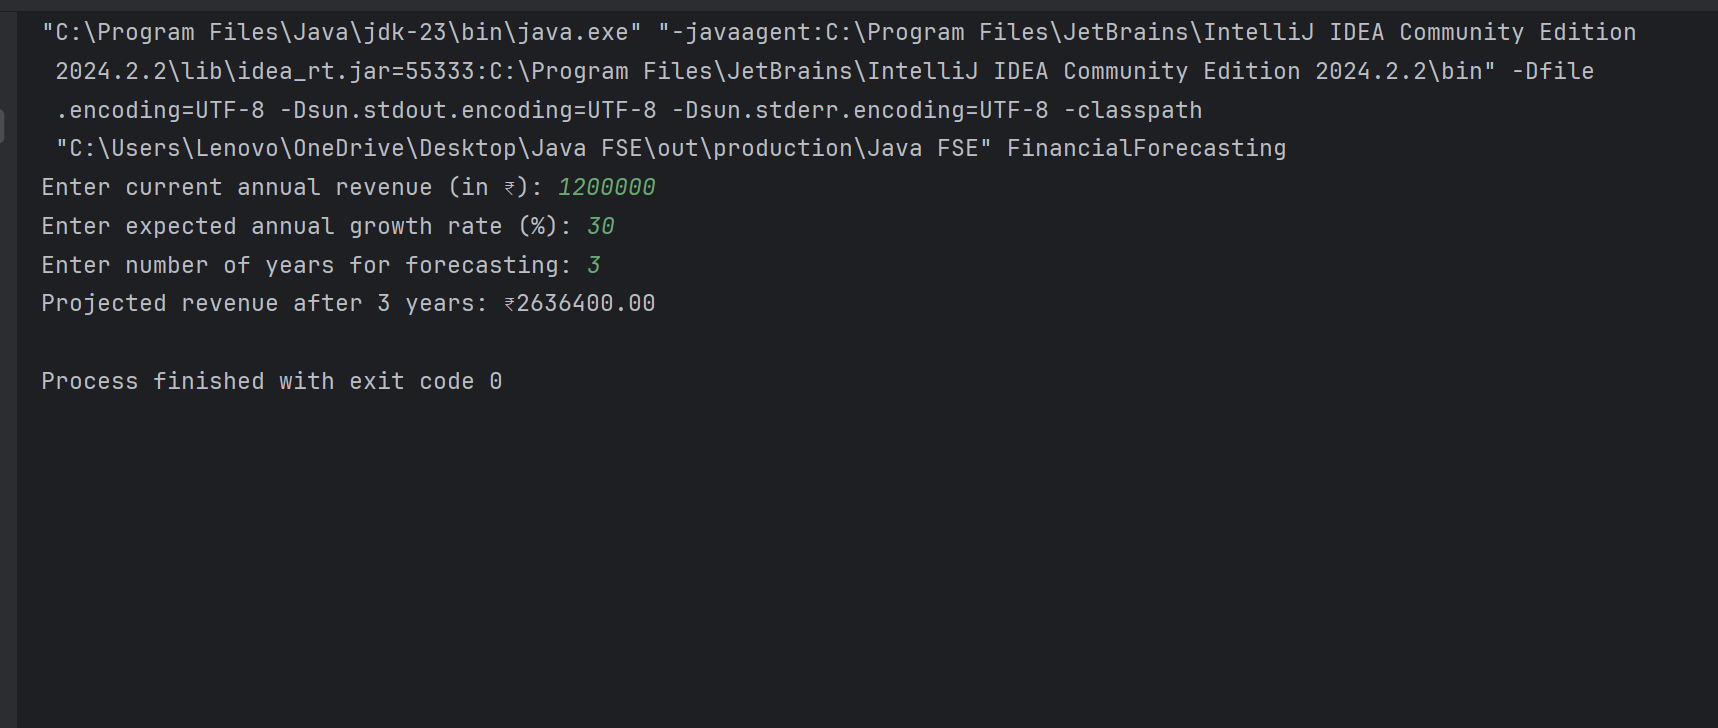 "C:\Program Files\Java\jdk-23\bin\java.exe" "-javaagent:C:\Program Files\JetBrains\IntelliJ IDEA Community Edition
2024.2.2\lib\idea_rt.jar=55333:C:\Program Files\JetBrains\IntelliJ IDEA Community Edition 2024.2.2\bin" -Dfile
.encoding=UTF-8 -Dsun.stdout.encoding=UTF-8 -Dsun.stderr.encoding=UTF-8 -classpath
"C:\Users\Lenovo\OneDrive\Desktop\Java FSE\out\production\Java FSE" FinancialForecasting
Enter current annual revenue (in ₹): 1200000
Enter expected annual growth rate (%): 30
Enter number of years for forecasting: 3
Projected revenue after 3 years: ₹2636400.00
Process finished with exit code 0